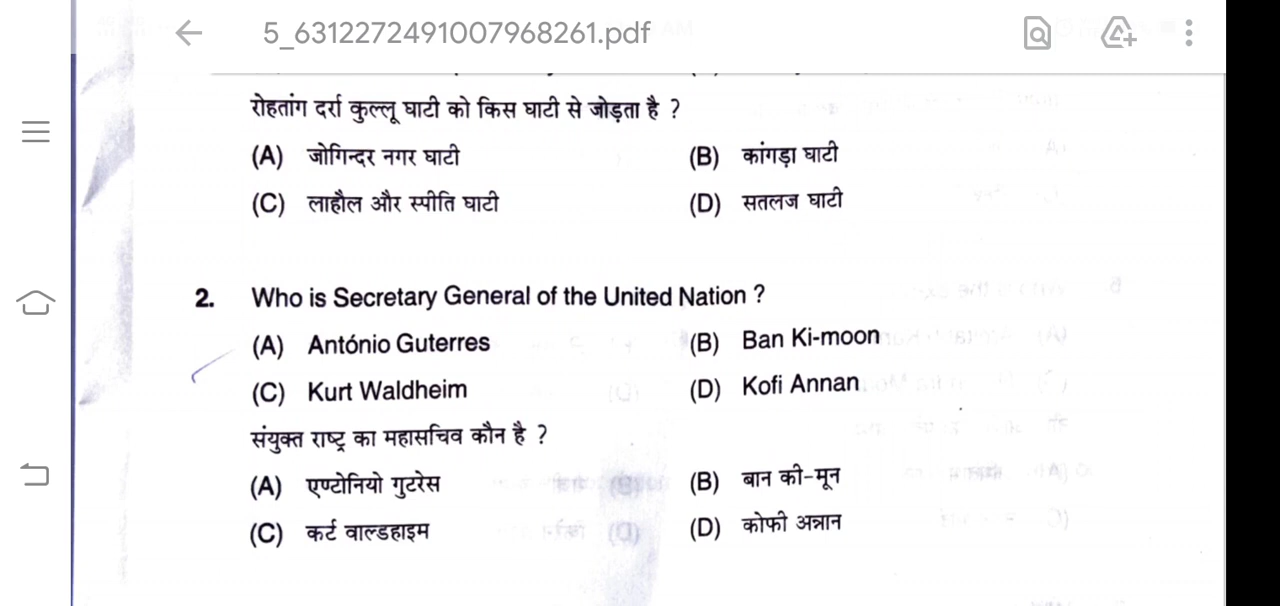 5_6312272491007968261.pdf
रोहतांग दर्रा कुल्लू घाटी को किस घाटी से जोड़ता है ?
(A) जोगिन्दर नगर घाटी (B) कांगड़ा घाटी
(C) लाहौल और स्पीति घाटी (D) सतलज घाटी
2. Who is Secretary General of the United Nation ?
(A) António Guterres (B) Ban Ki-moon
(C) Kurt Waldheim (D) Kofi Annan
संयुक्त राष्ट्र का महासचिव कौन है ?
(A) एण्टोनियो गुटरेस (B) बान की-मून
(C) कर्ट वाल्डहाइम (D) कोफी अन्नान